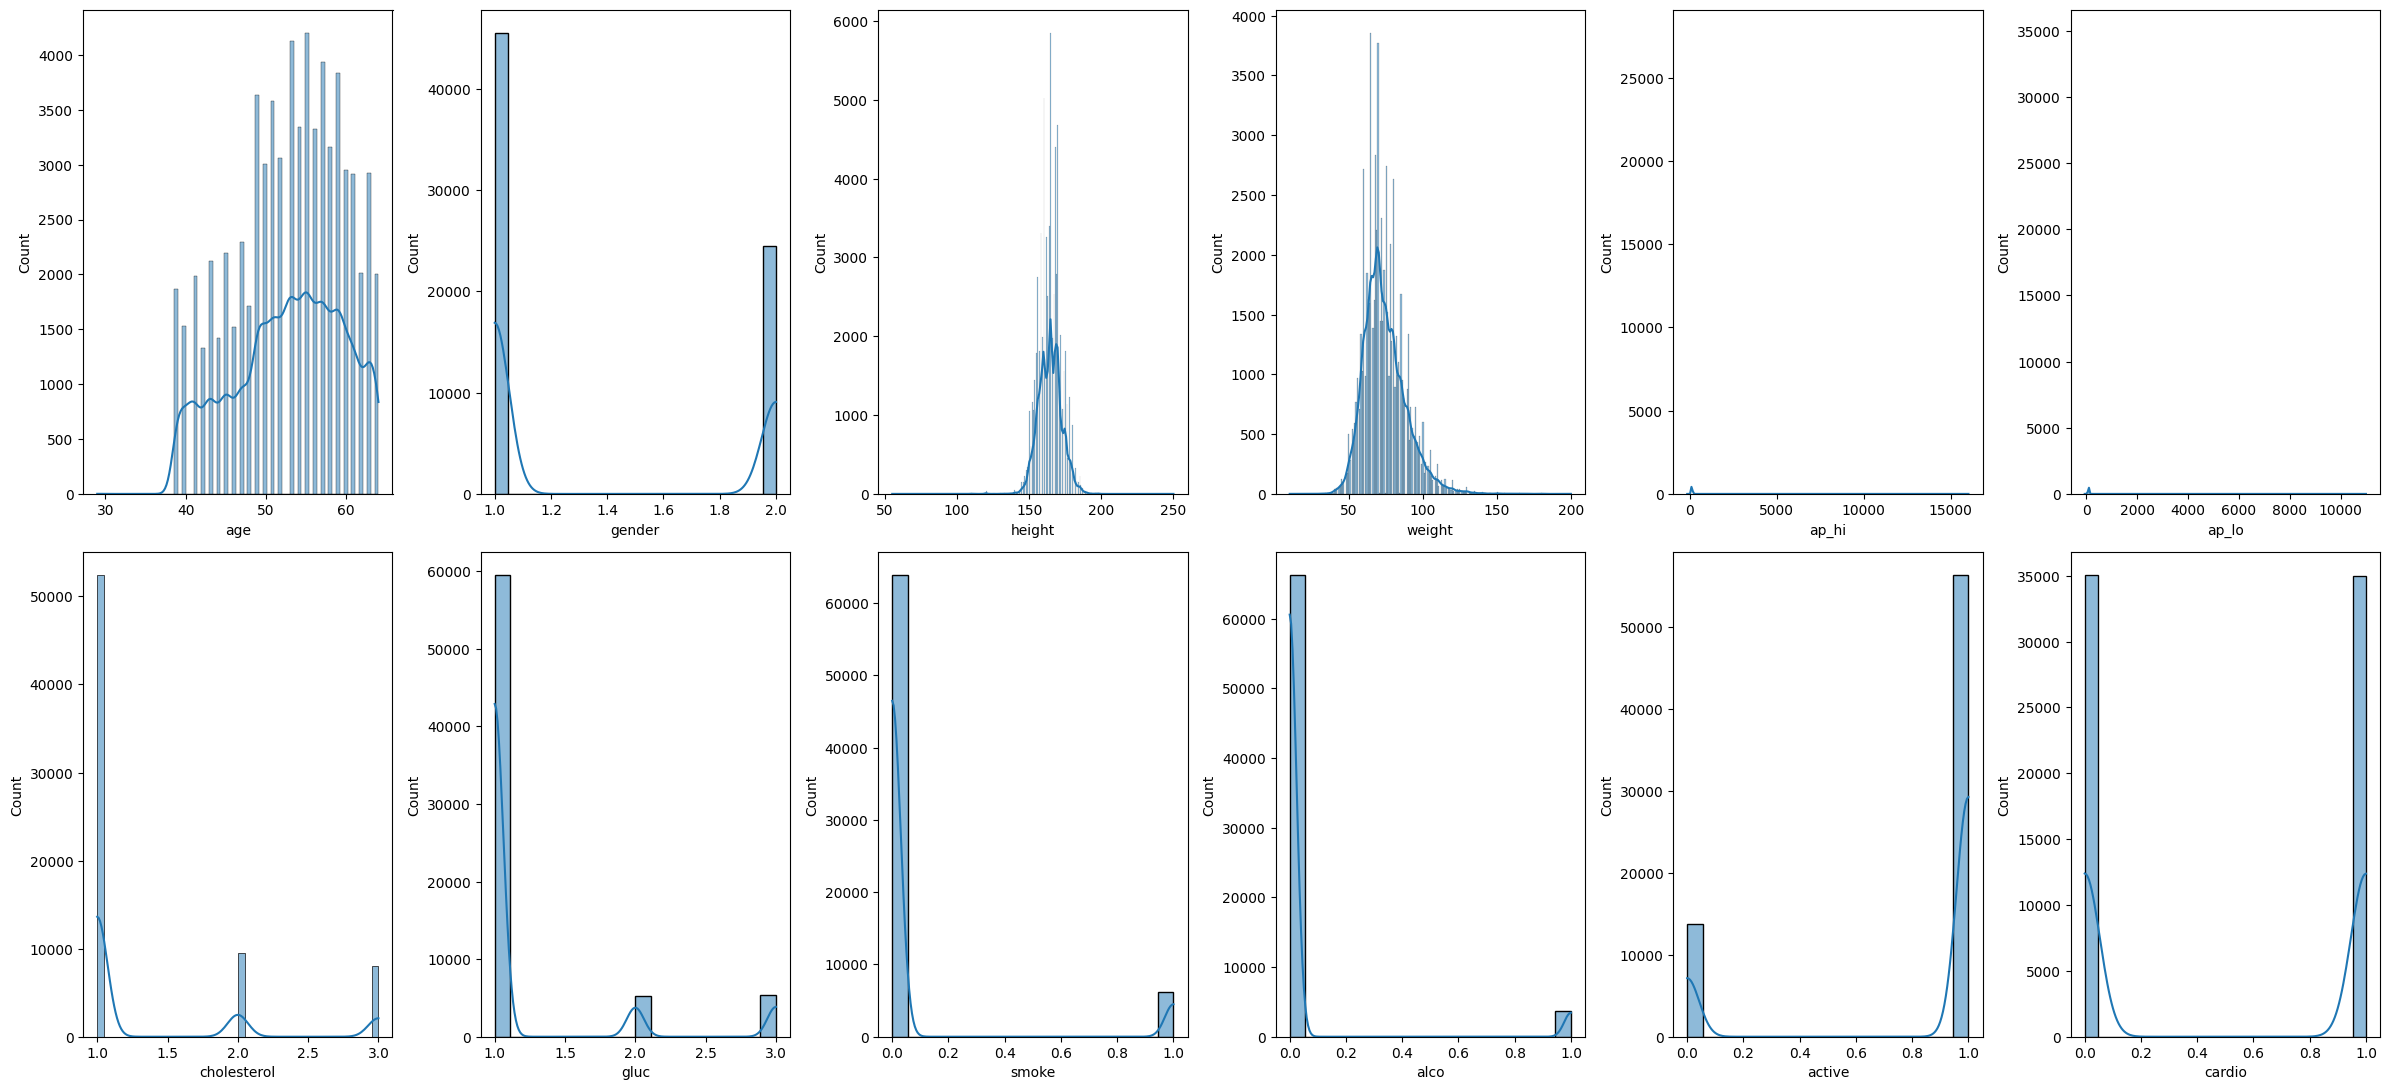 4000
3500
3000
2500
2000
1500
1000
500
0
Count
30 40 50 60
age
40000
30000
20000
10000
0
Count
1.0 1.2 1.4 1.6 1.8 2.0
gender
6000
5000
4000
3000
2000
1000
0
Count
50 100 150 200 250
height
4000
3500
3000
2500
2000
1500
1000
500
0
Count
50 100 150 200
weight
25000
20000
15000
10000
5000
0
Count
0 5000 10000 15000
ap_hi
35000
30000
25000
20000
15000
10000
5000
0
Count
0 2000 4000 6000 8000 10000
ap_lo
50000
40000
30000
20000
10000
0
Count
1.0 1.5 2.0 2.5 3.0
cholesterol
60000
50000
40000
30000
20000
10000
0
Count
1.0 1.5 2.0 2.5 3.0
gluc
60000
50000
40000
30000
20000
10000
0
Count
0.0 0.2 0.4 0.6 0.8 1.0
smoke
60000
50000
40000
30000
20000
10000
0
Count
0.0 0.2 0.4 0.6 0.8 1.0
alco
50000
40000
30000
20000
10000
0
Count
0.0 0.2 0.4 0.6 0.8 1.0
active
35000
30000
25000
20000
15000
10000
5000
0
Count
0.0 0.2 0.4 0.6 0.8 1.0
cardio